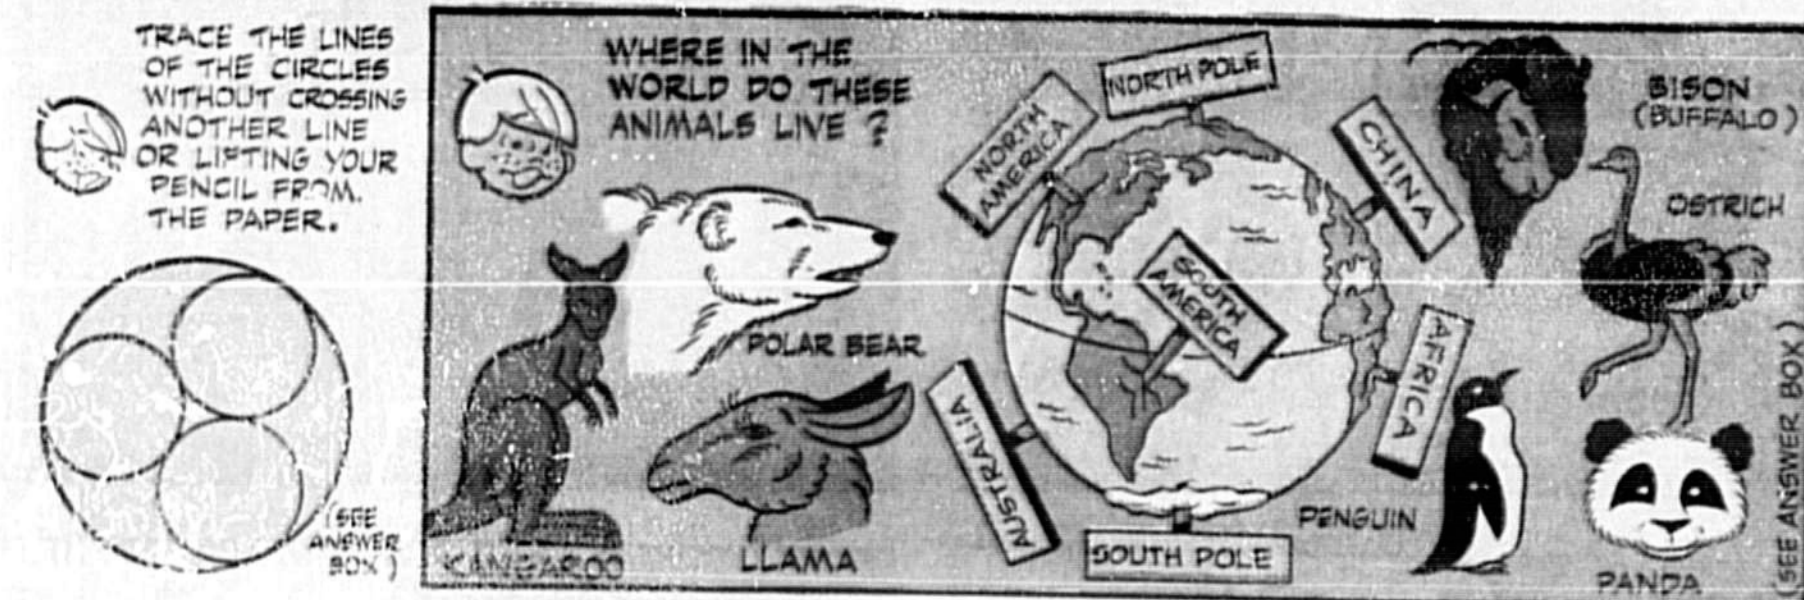 TRACE THE LINES
OF THE CIRCLES
WITHOUT CROSSING
ANOTHER LINE
OR LIFTING YOUR
PENCIL FROM.
THE PAPER.
(SEE
ANSWER
BOX)
WHERE IN THE
WORLD DO THESE
ANIMALS LIVE ?
NORTH POLE
NORTH
AMERICA
CHINA
SOUTH
AMERICA
AFRICA
AUSTRALIA
SOUTH POLE
BISON
(BUFFALO)
OSTRICH
POLAR BEAR
KANGAROO
LLAMA
PENGUIN
PANDA
(SEE ANSWER BOX)